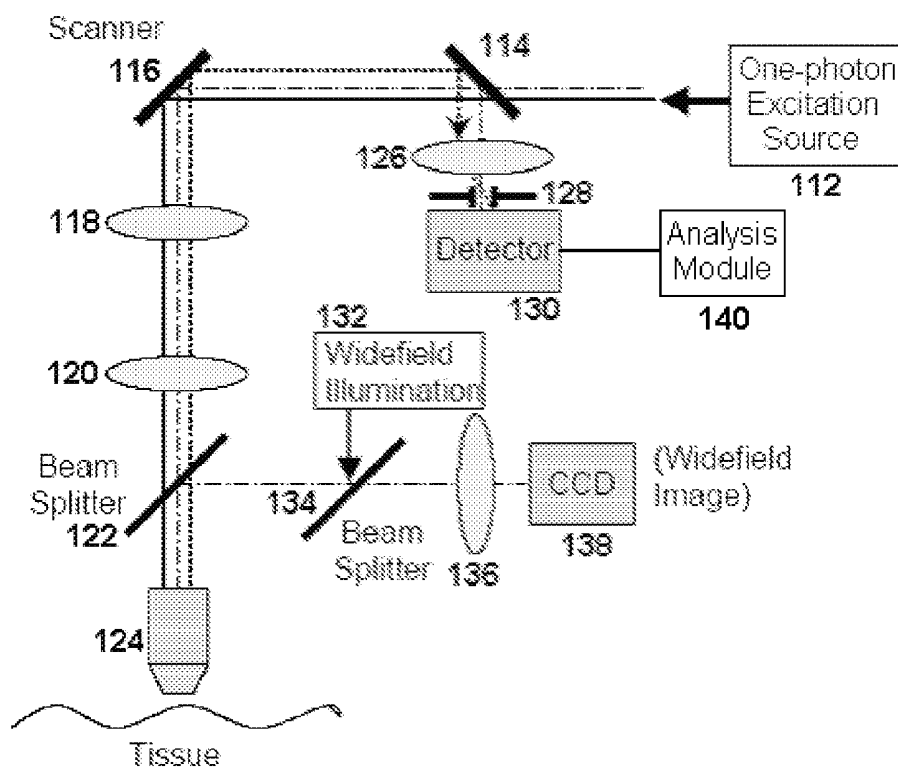 Scanner
116
114
One-photon
Excitation
Source
112
126
128
118
Detector
130
Analysis
Module
140
132
Widefield
Illumination
120
Beam
Splitter
122
134
Beam
Splitter
136
CCD
138
(Widefield
Image)
124
Tissue